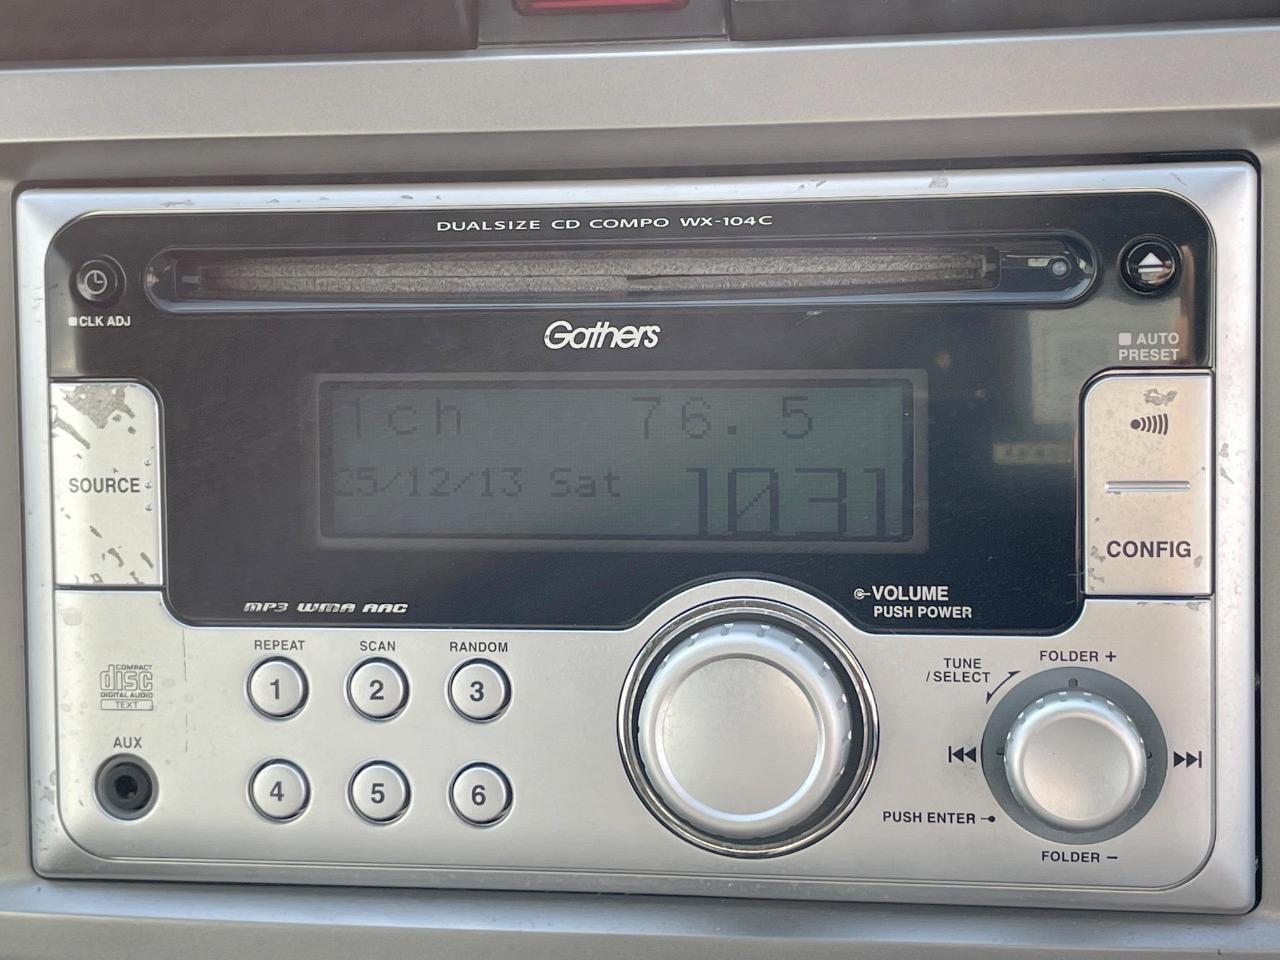 DUALSIZE CD COMPO WX-104C
CLK ADJ
Gathers
AUTO
PRESET
1ch 76.5
25/12/13 Sat 1031
SOURCE
CONFIG
MP3 WMA AAC
VOLUME
PUSH POWER
REPEAT SCAN RANDOM
1 2 3
4 5 6
COMPACT
disc
DIGITAL AUDIO
TEXT
AUX
TUNE
/SELECT
FOLDER +
PUSH ENTER
FOLDER −